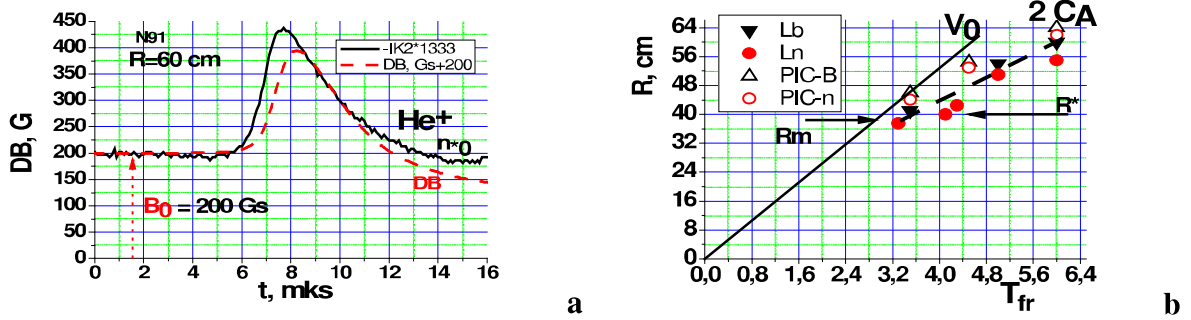 450
400
350
300
250
200
150
100
50
0
DB, G
N91
R=60 cm
-IK2*1333
DB, Gs+200
He+
n*0
DB
B0 = 200 Gs
0 2 4 6 8 10 12 14 16
t, mks
a
64
56
48
40
32
24
16
8
0
R, cm
Lb
Ln
PIC-B
PIC-n
V0
2 CA
Rm
R*
0,0 0,8 1,6 2,4 3,2 4,0 4,8 5,6 6,4
Tfr
b